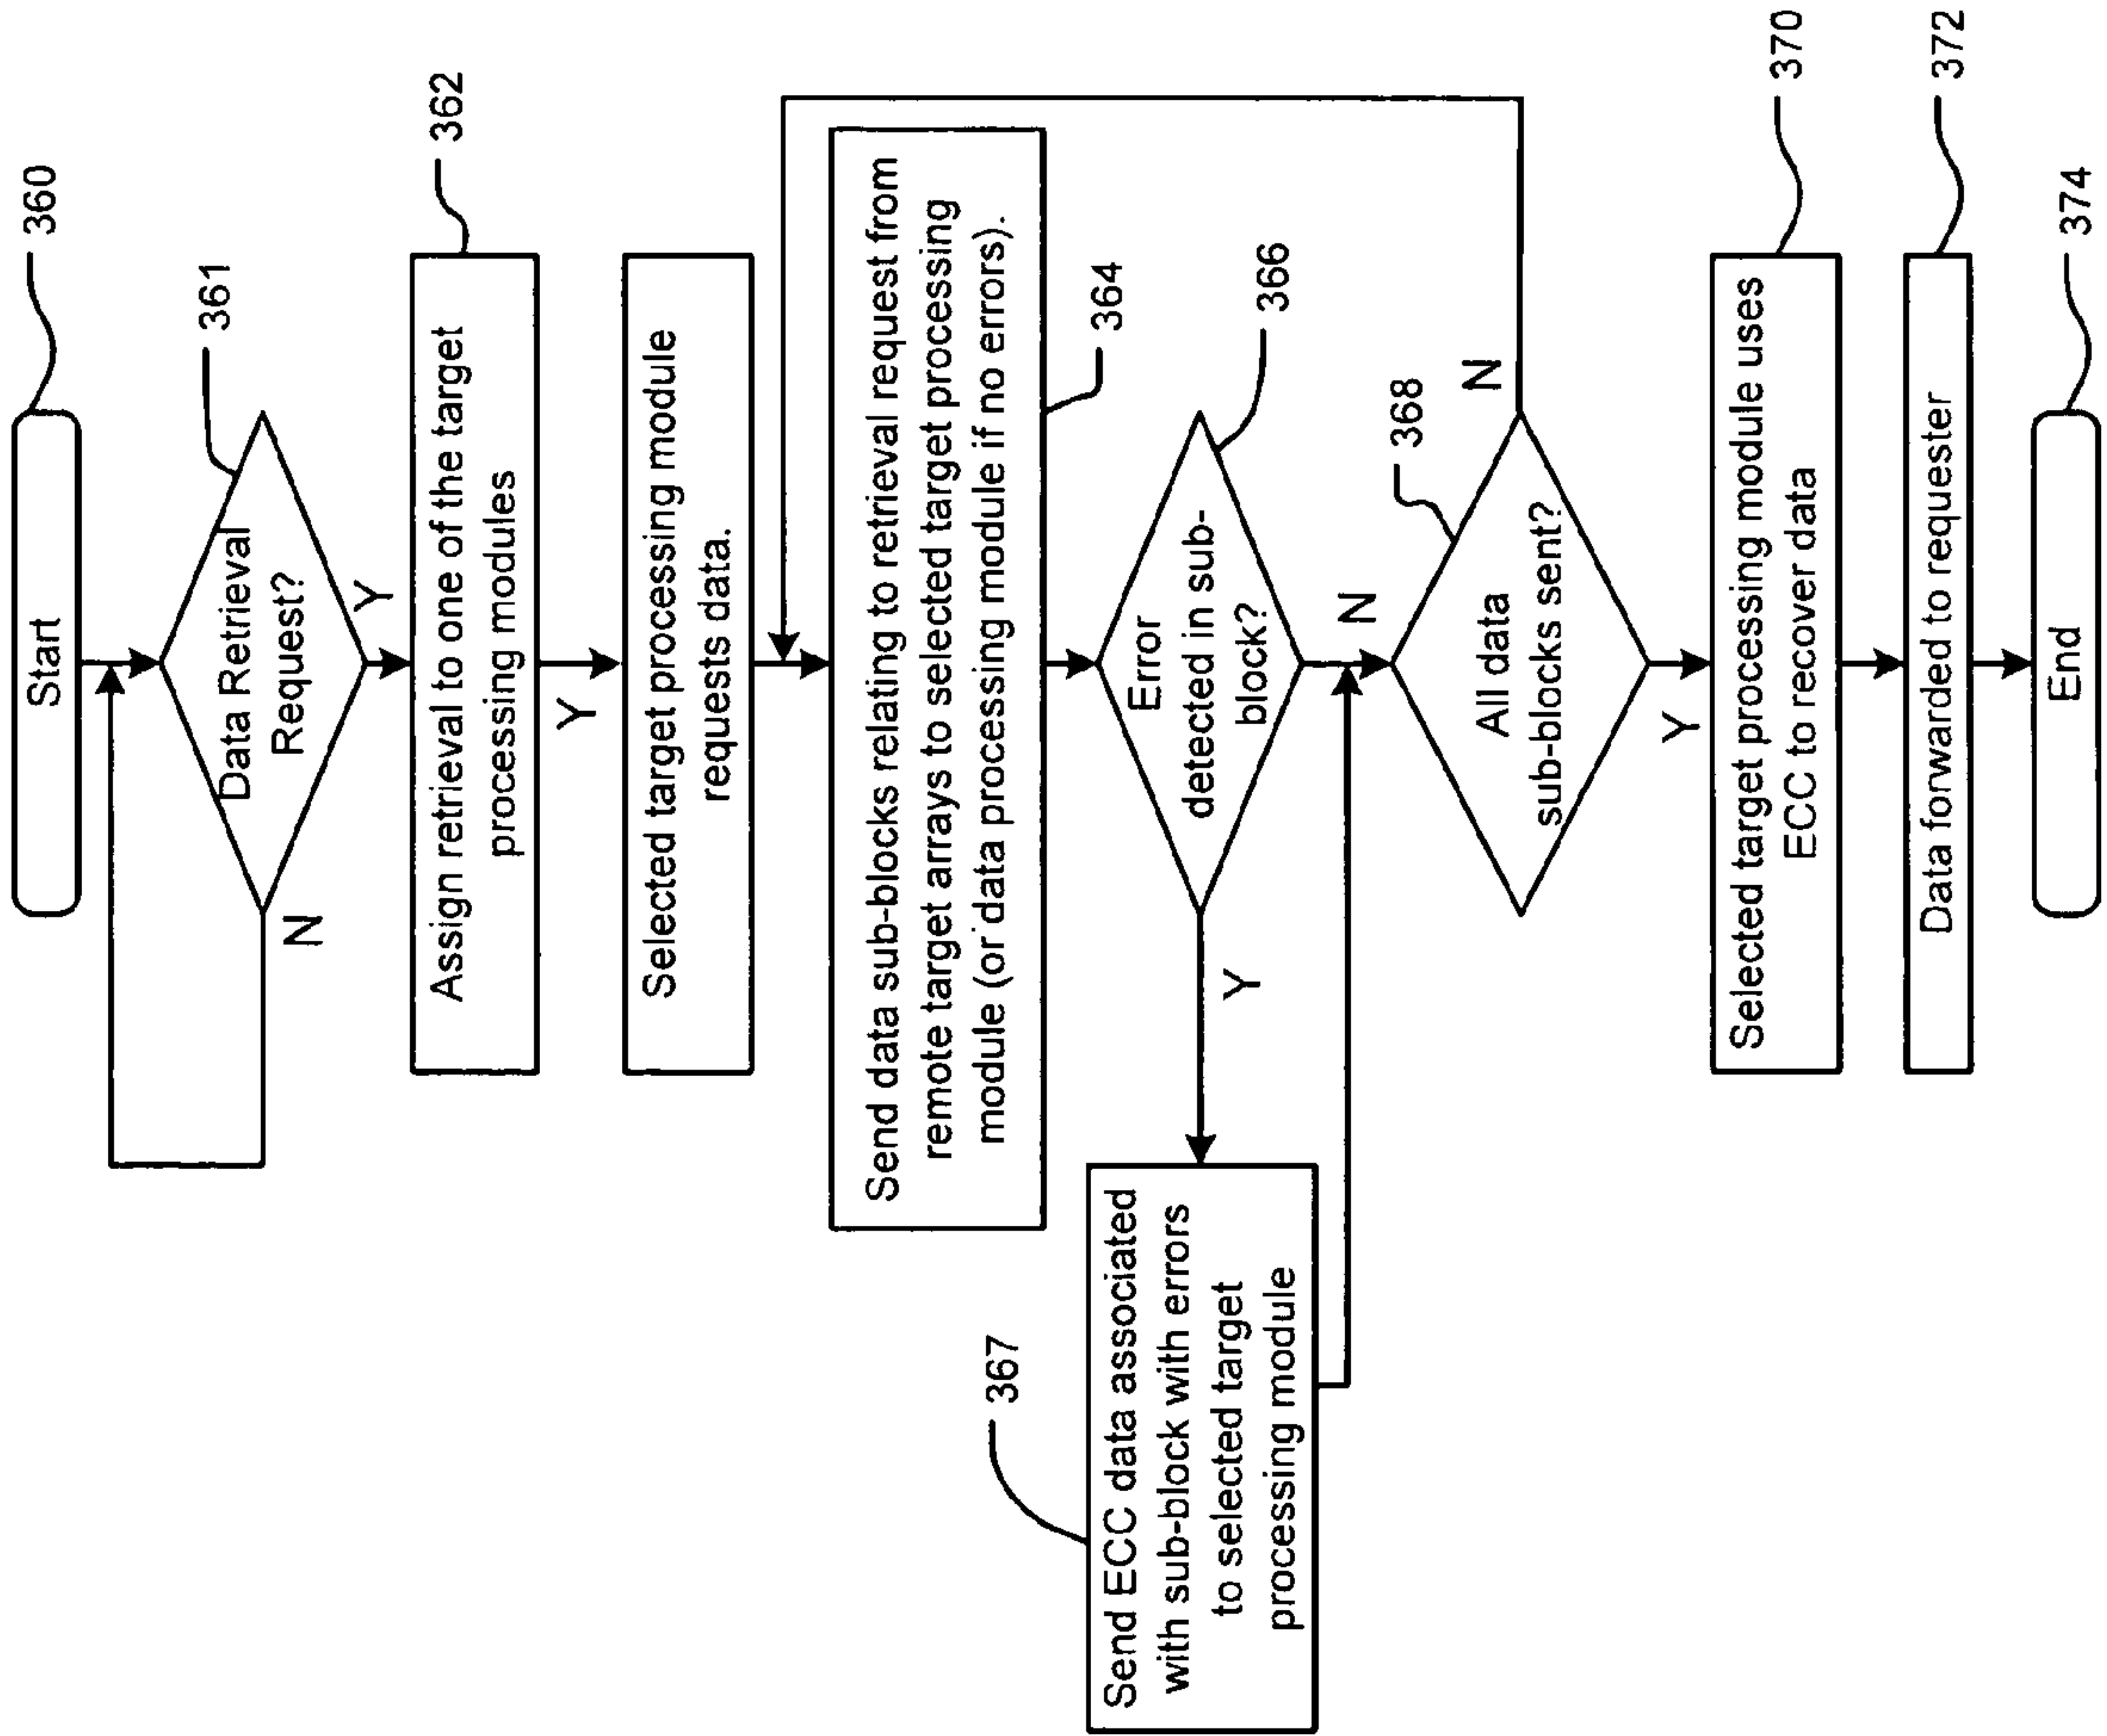 Start
360
Data Retrieval
Request?
361
N
Y
Assign retrieval to one of the target
processing modules
362
Y
Selected target processing module
requests data.
Send data sub-blocks relating to retrieval request from
remote target arrays to selected target processing
module (or data processing module if no errors).
364
Error
detected in sub-
block?
366
Y
N
367
Send ECC data associated
with sub-block with errors
to selected target
processing module
368
All data
sub-blocks sent?
N
Y
Selected target processing module uses
ECC to recover data
370
Data forwarded to requester
372
End
374